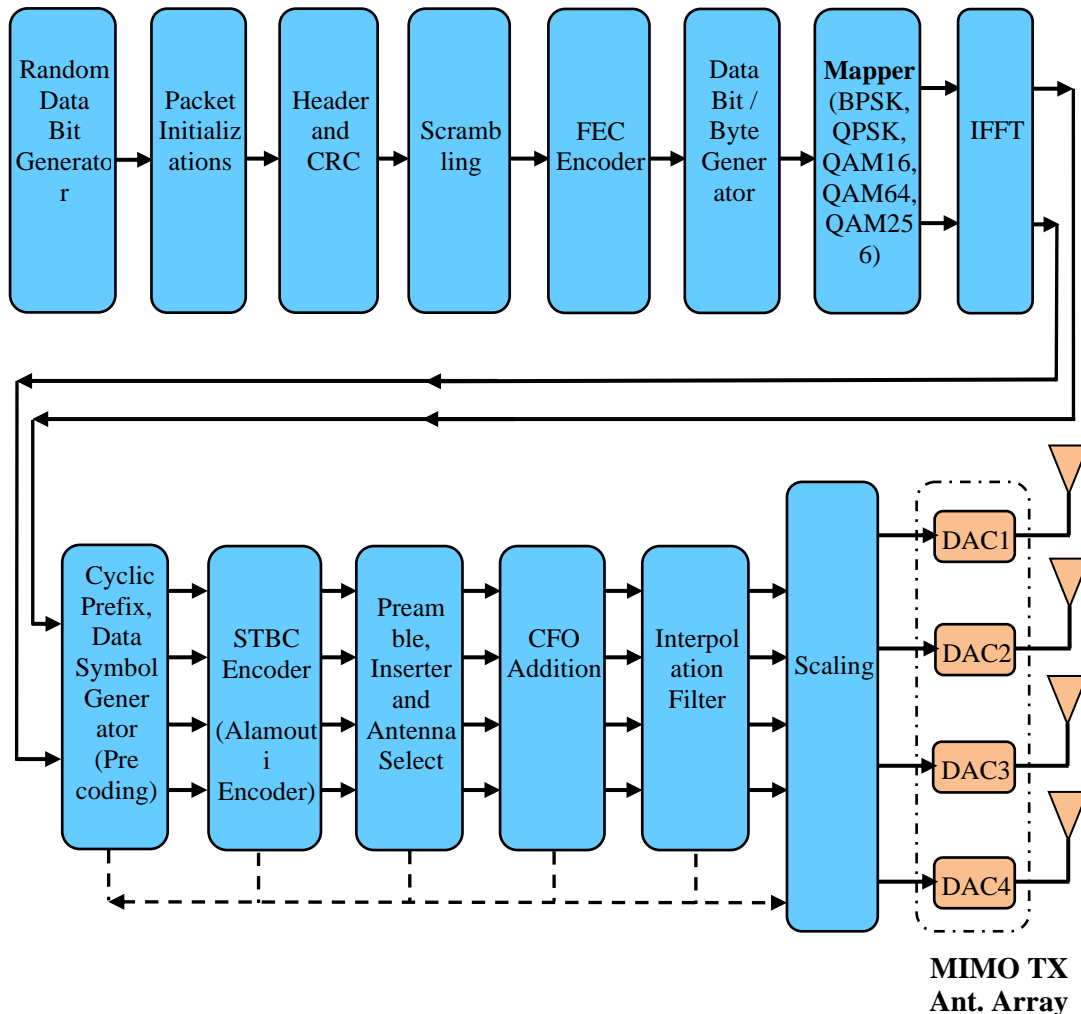 Random
Data
Bit
Generato
r
Packet
Initializ
ations
Header
and
CRC
Scramb
ling
FEC
Encoder
Data
Bit /
Byte
Gener
ator
Mapper
(BPSK,
QPSK,
QAM16,
QAM64,
QAM25
6)
IFFT
Cyclic
Prefix,
Data
Symbol
Gener
ator
(Pre
coding)
STBC
Encoder
(Alamout
i
Encoder)
Pream
ble,
Inserter
and
Antenna
Select
CFO
Addition
Interpol
ation
Filter
Scaling
DAC1
DAC2
DAC3
DAC4
MIMO TX
Ant. Array